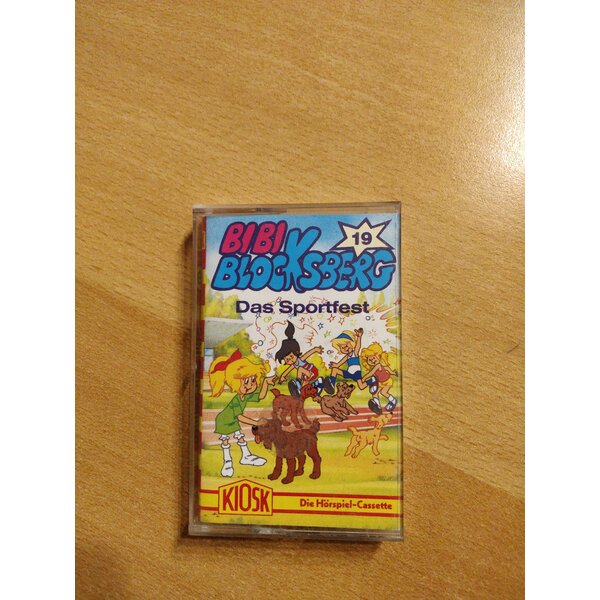 BIBI
19
BLOCKSBERG
Das Sportfest
KIOSK
Die Hörspiel-Cassette